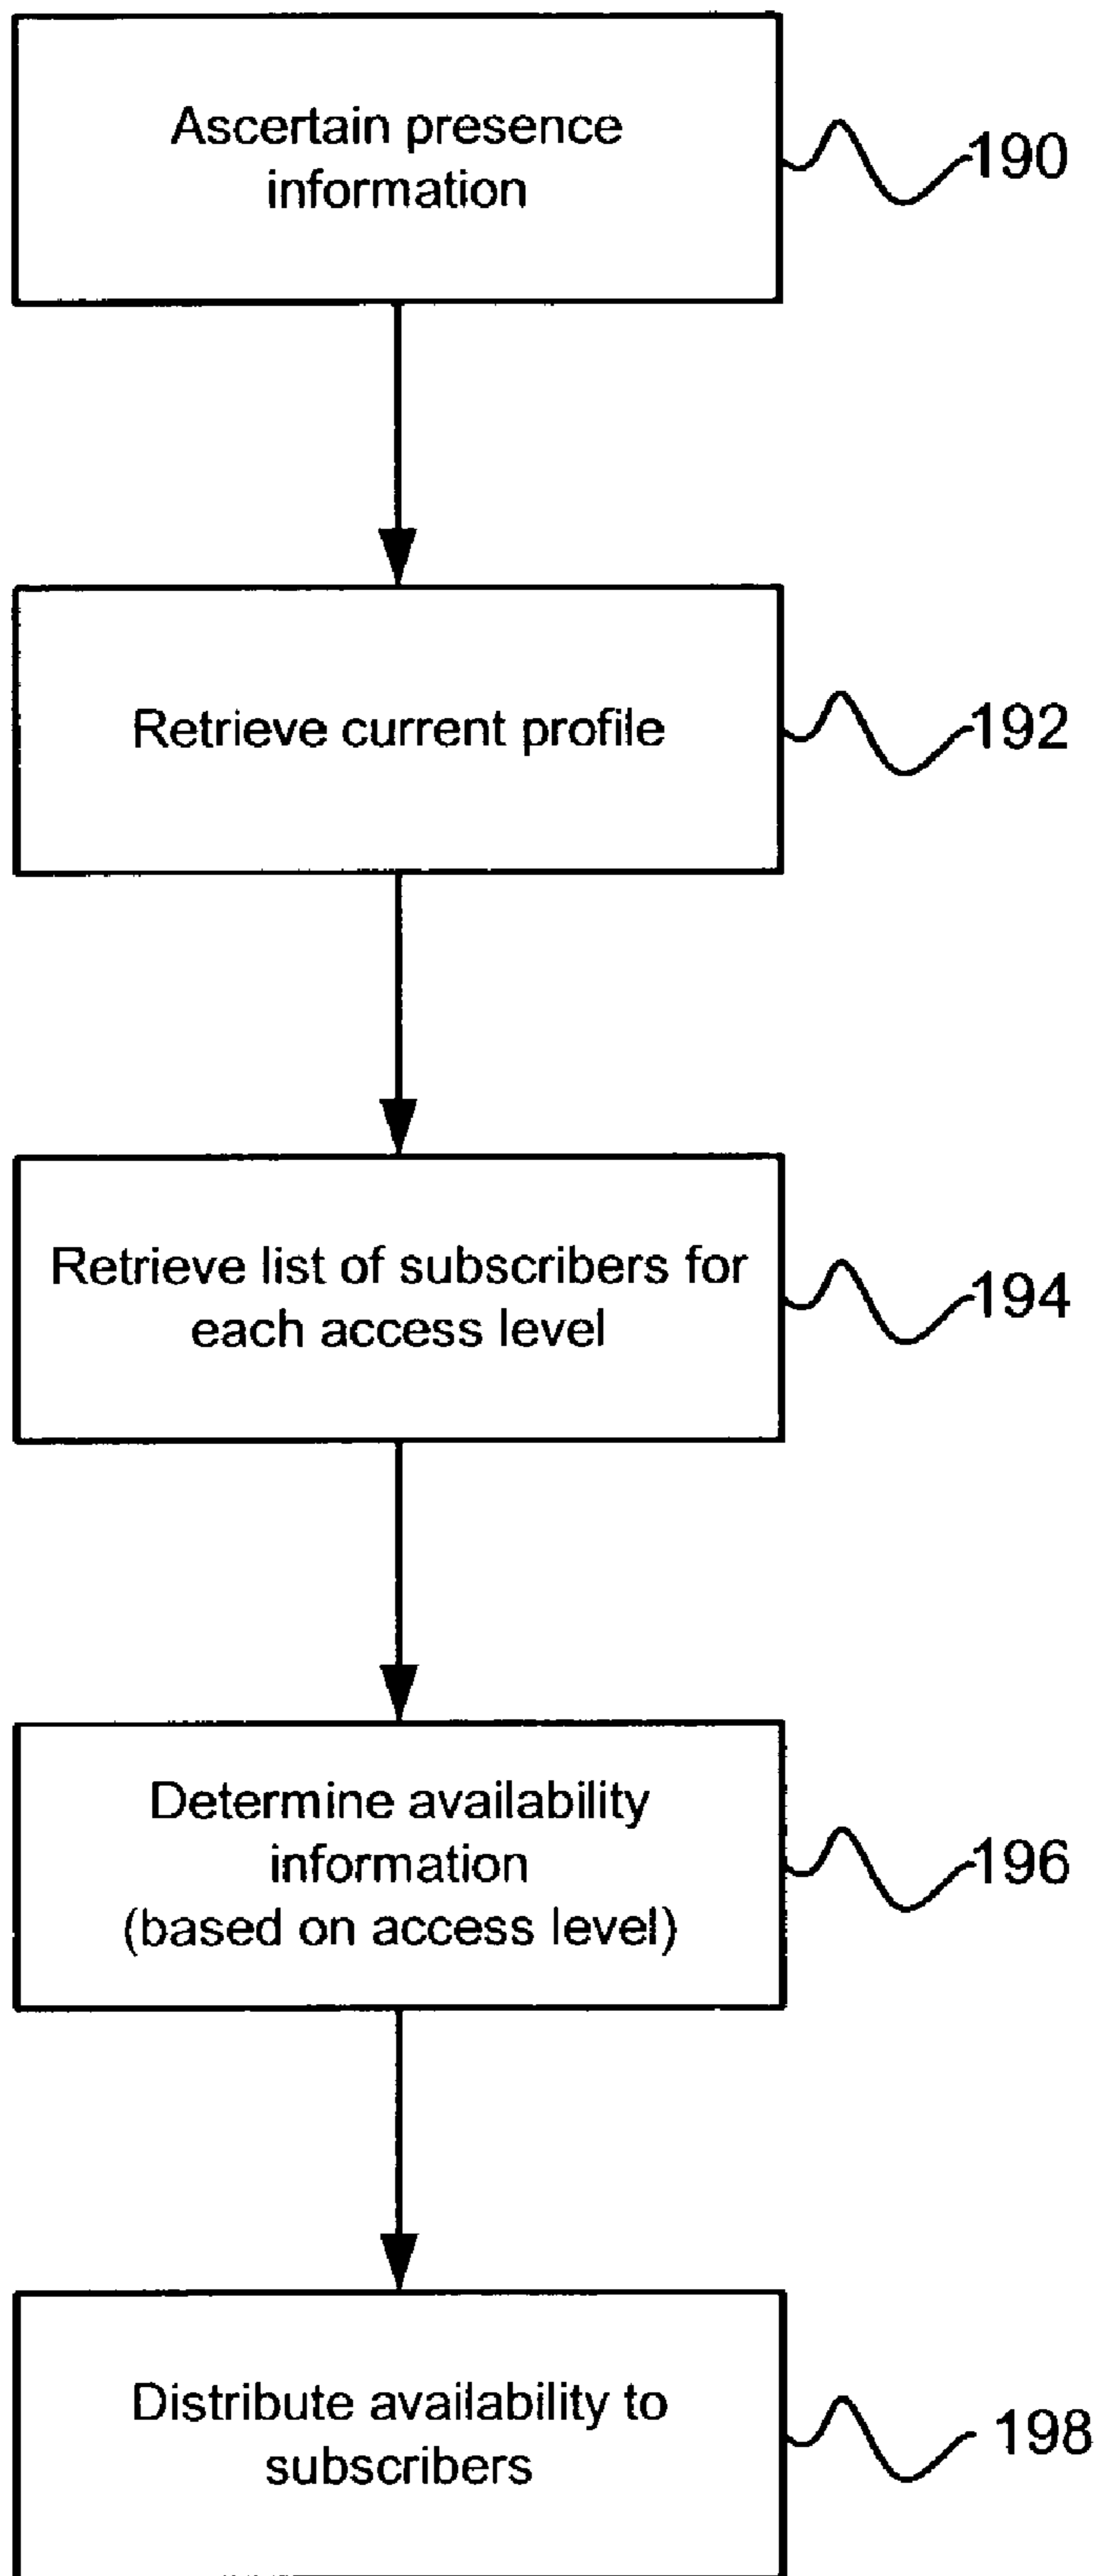 Ascertain presence
information
190
Retrieve current profile
192
Retrieve list of subscribers for
each access level
194
Determine availability
information
(based on access level)
196
Distribute availability to
subscribers
198